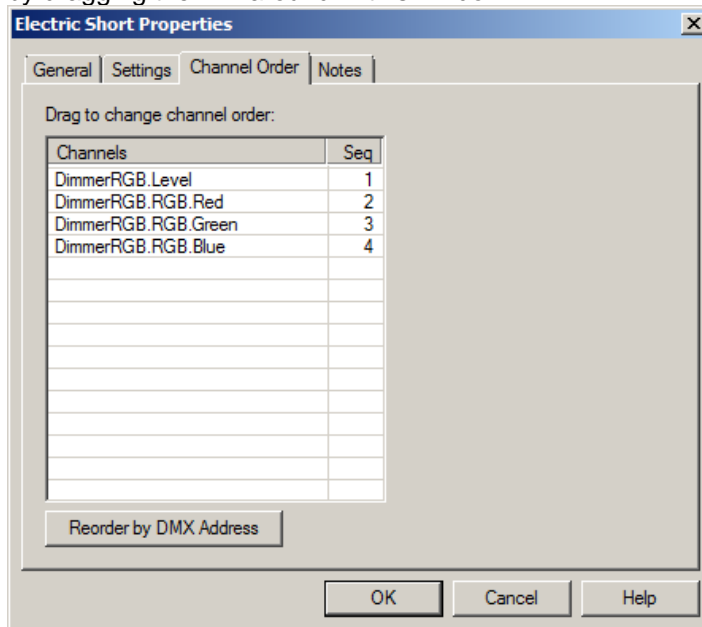 Electric Short Properties
General Settings Channel Order Notes
Drag to change channel order:
Channels Seq
DimmerRGB.Level 1
DimmerRGB.RGB.Red 2
DimmerRGB.RGB.Green 3
DimmerRGB.RGB.Blue 4
Reorder by DMX Address
OK Cancel Help